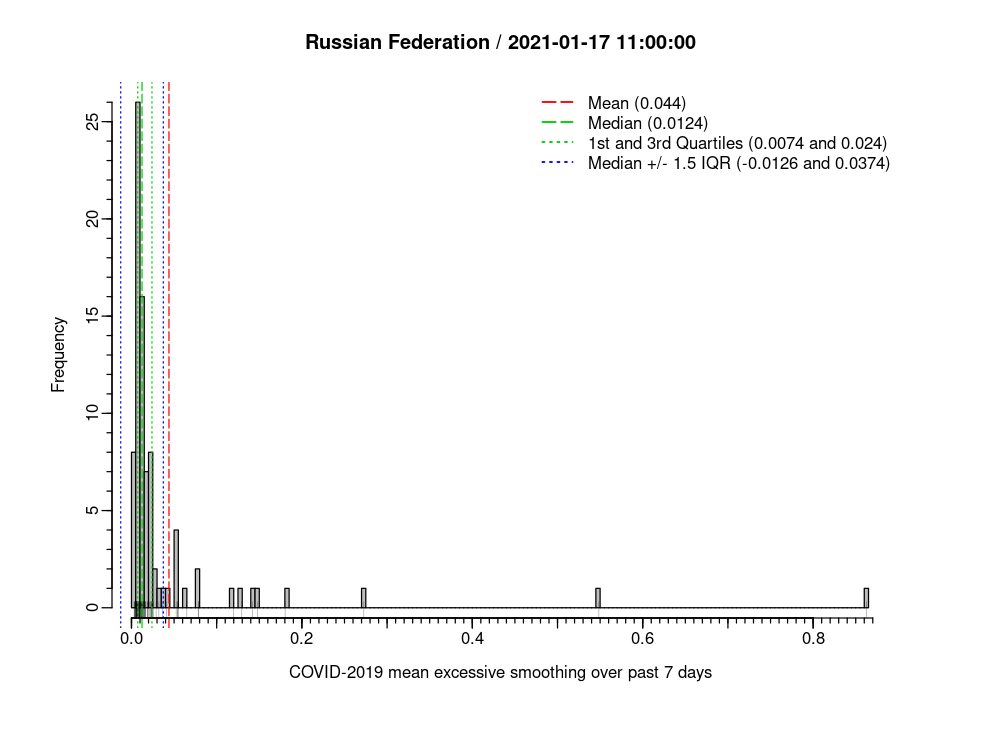 Russian Federation / 2021-01-17 11:00:00
Mean (0.044)
Median (0.0124)
1st and 3rd Quartiles (0.0074 and 0.024)
Median +/- 1.5 IQR (-0.0126 and 0.0374)
Frequency
25
20
15
10
5
0
0.0 0.2 0.4 0.6 0.8
COVID-2019 mean excessive smoothing over past 7 days